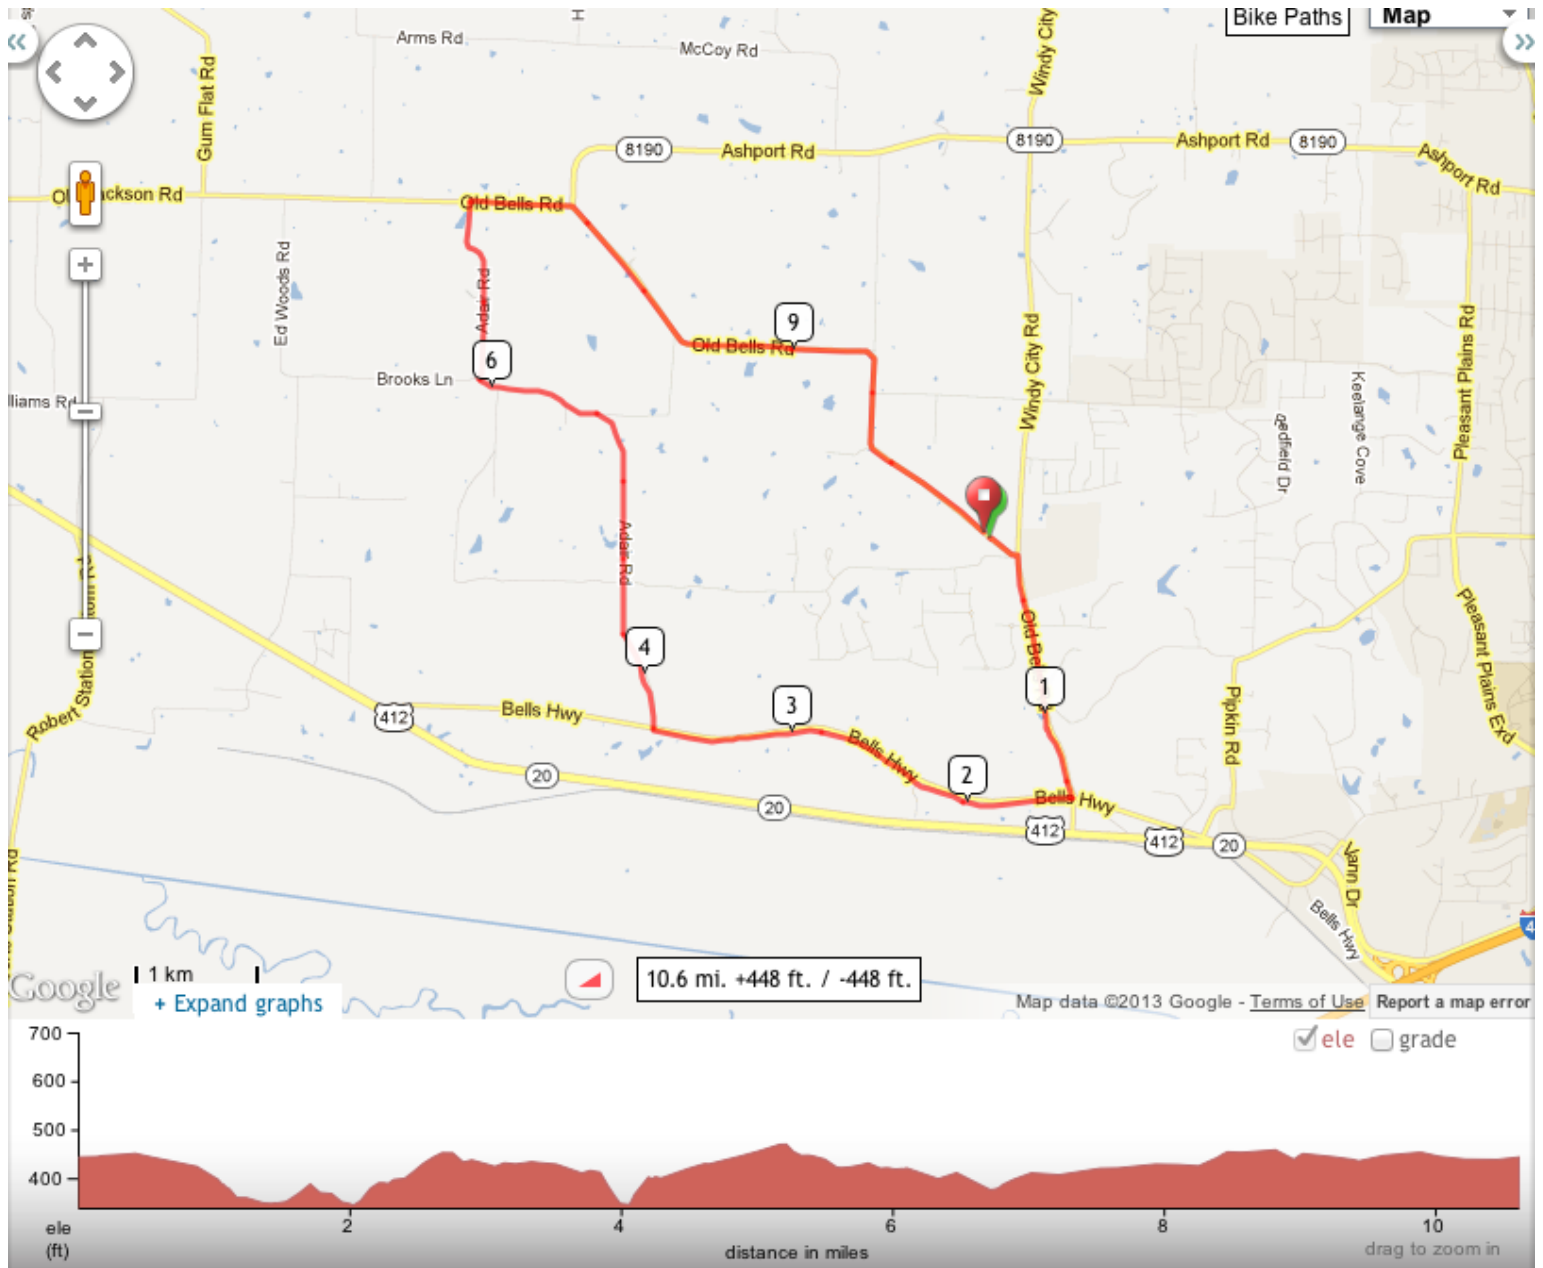 Bike Paths
Map
Arms Rd
McCoy Rd
Windy City
Gum Flat Rd
8190
Ashport Rd
8190
Ashport Rd
8190
Ashport Rd
ackson Rd
Old Bells Rd
Ed Woods Rd
Adair Rd
9
Old Bells Rd
6
Brooks Ln
lliams Rd
Windy City Rd
Keelange Cove
Pleasant Plains Rd
Adair Rd
4
Old Be
1
3
2
Bells Hwy
Bells Hwy
Bells Hwy
412
20
20
412
412
20
Robert Station
Pipkin Rd
Pleasant Plains Exd
Vann Dr
Bells Hwy
Google
1 km
+ Expand graphs
10.6 mi. +448 ft. / -448 ft.
Map data ©2013 Google - Terms of Use
Report a map error
700
600
500
400
ele
grade
2
4
6
8
10
ele
(ft)
distance in miles
drag to zoom in